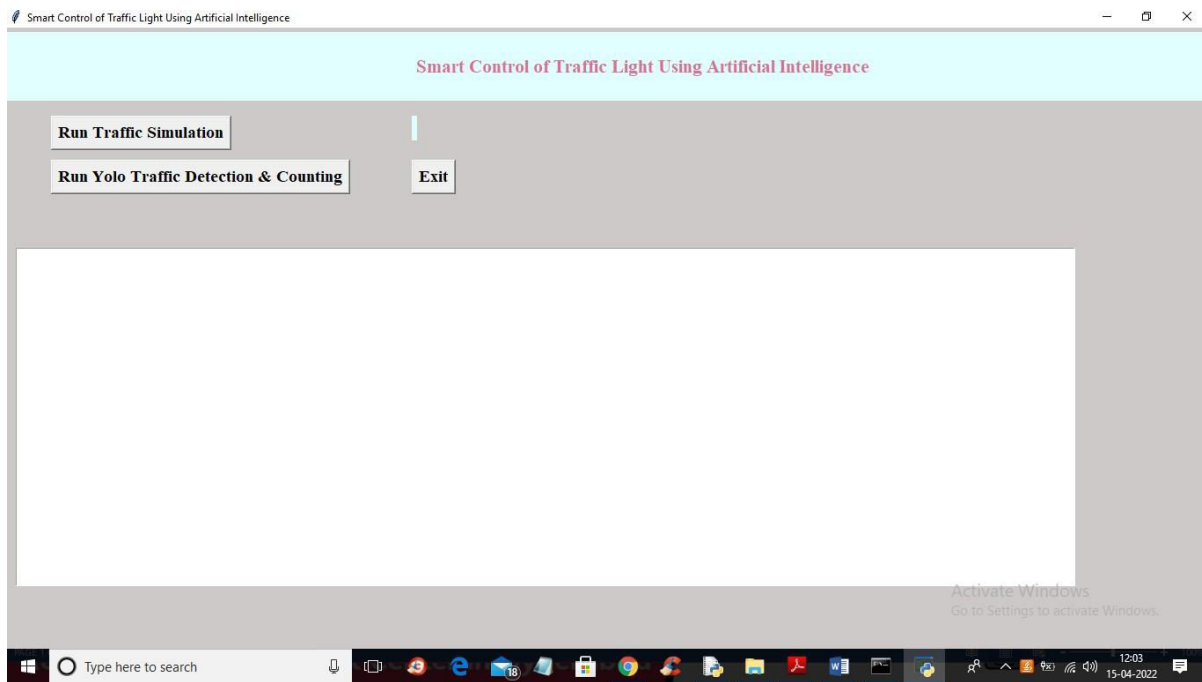 Smart Control of Traffic Light Using Artificial Intelligence
Smart Control of Traffic Light Using Artificial Intelligence
Run Traffic Simulation
Run Yolo Traffic Detection & Counting
Exit
Activate Windows
Go to Settings to activate Windows.
Type here to search
18
12:03
15-04-2022